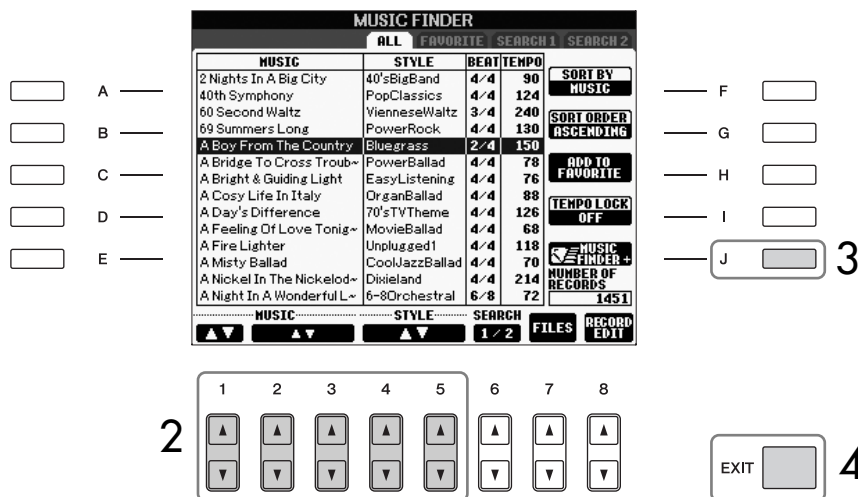 MUSIC FINDER
ALL FAVORITE SEARCH 1 SEARCH 2
MUSIC STYLE BEAT TEMPO
2 Nights In A Big City 40'sBigBand 4/4 90
40th Symphony PopClassics 4/4 124
60 Second Waltz VienneseWaltz 3/4 240
69 Summers Long PowerRock 4/4 130
A Boy From The Country Bluegrass 2/4 150
A Bridge To Cross Troub~ PowerBallad 4/4 78
A Bright & Guiding Light EasyListening 4/4 76
A Cosy Life In Italy OrganBallad 4/4 88
A Day's Difference 70'sTVTheme 4/4 126
A Feeling Of Love Tonig~ MovieBallad 4/4 68
A Fire Lighter Unplugged1 4/4 118
A Misty Ballad CoolJazzBallad 4/4 70
A Nickel In The Nickelod~ Dixieland 4/4 214
A Night In A Wonderful L~ 6-8Orchestral 6/8 72
SORT BY
MUSIC
SORT ORDER
ASCENDING
ADD TO
FAVORITE
TEMPO LOCK
OFF
MUSIC
FINDER +
NUMBER OF
RECORDS
1451
MUSIC STYLE SEARCH
1 / 2
FILES
RECORD
EDIT
A
B
C
D
E
F
G
H
I
J
3
1 2 3 4 5 6 7 8
2
EXIT
4